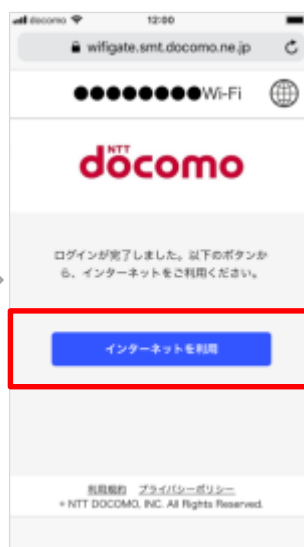 docomo 12:00
wifigate.smt.docomo.ne.jp
●●●●●●●●Wi-Fi
NTT
döcomo
ログインが完了しました。以下のボタンか
ら、インターネットをご利用ください。
インターネットを利用
利用規約 プライバシーポリシー
© NTT DOCOMO, INC. All Rights Reserved.